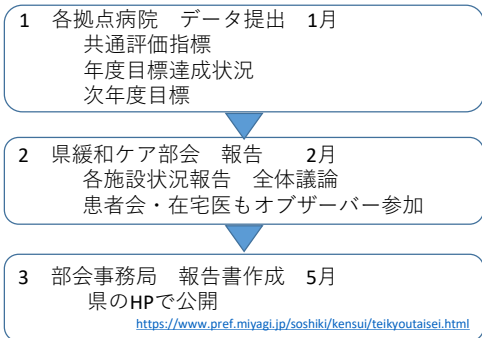 1 各拠点病院 データ提出 1月
共通評価指標
年度目標達成状況
次年度目標
2 県緩和ケア部会 報告 2月
各施設状況報告 全体議論
患者会・在宅医もオブザーバー参加
3 部会事務局 報告書作成 5月
県のHPで公開
https://www.pref.miyagi.jp/soshiki/kensui/teikyoutaisei.html